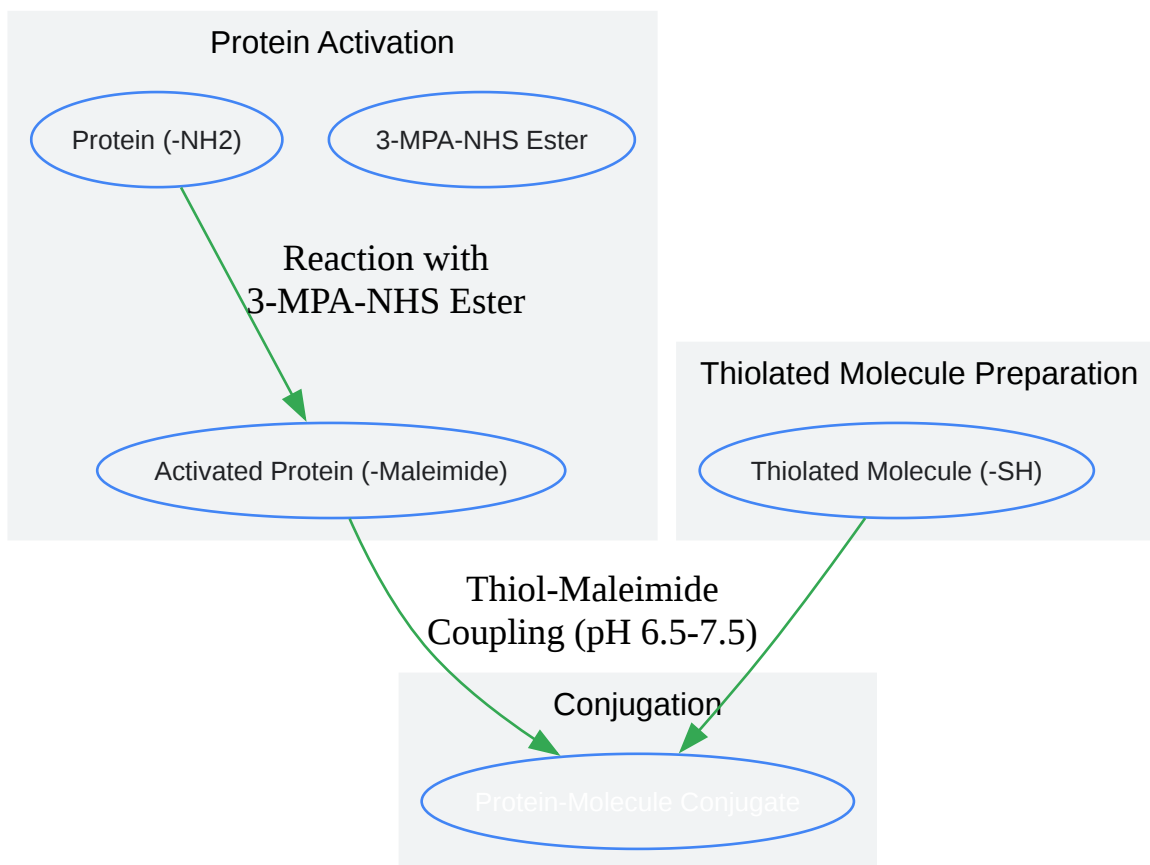 Protein Activation
Protein (-NH2)
3-MPA-NHS Ester
Reaction with
3-MPA-NHS Ester
Activated Protein (-Maleimide)
Thiolated Molecule Preparation
Thiolated Molecule (-SH)
Thiol-Maleimide
Coupling (pH 6.5-7.5)
Conjugation
Protein-Molecule Conjugate